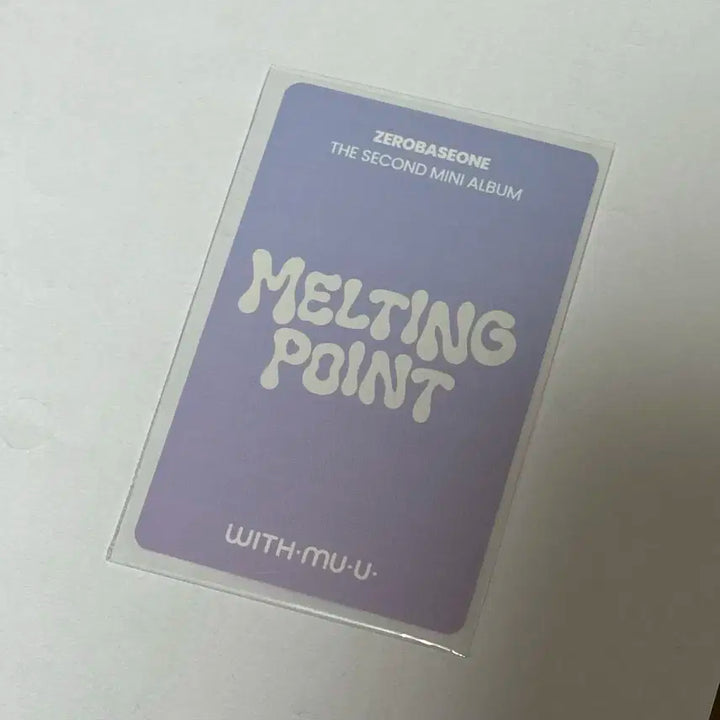 ZEROBASEONE
THE SECOND MINI ALBUM
MELTING
POINT
WITH·MU·U·